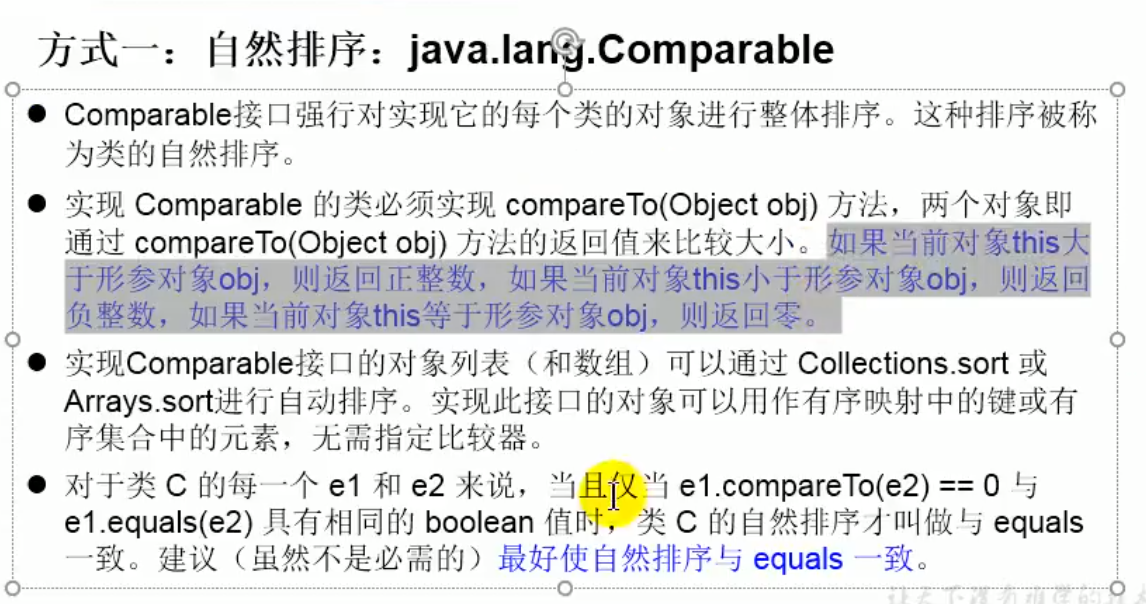 方式一：自然排序：java.lang.Comparable
● Comparable接口强行对实现它的每个类的对象进行整体排序。这种排序被称
为类的自然排序。
● 实现 Comparable 的类必须实现 compareTo(Object obj) 方法，两个对象即
通过 compareTo(Object obj) 方法的返回值来比较大小。如果当前对象this大
于形参对象obj，则返回正整数，如果当前对象this小于形参对象obj，则返回
负整数，如果当前对象this等于形参对象obj，则返回零。
● 实现Comparable接口的对象列表（和数组）可以通过 Collections.sort 或
Arrays.sort进行自动排序。实现此接口的对象可以用作有序映射中的键或有
序集合中的元素，无需指定比较器。
● 对于类 C 的每一个 e1 和 e2 来说，当且仅当 e1.compareTo(e2) == 0 与
e1.equals(e2) 具有相同的 boolean 值时，类 C 的自然排序才叫做与 equals
一致。建议（虽然不是必需的）最好使自然排序与 equals 一致。